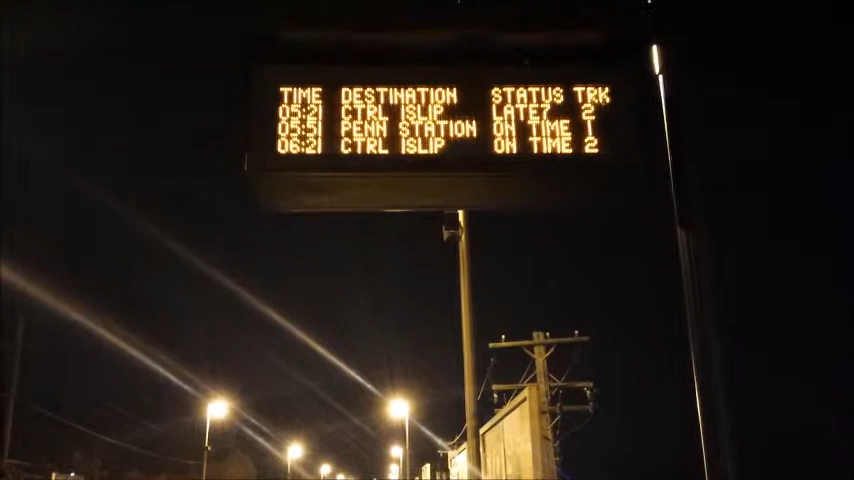 TIME DESTINATION STATUS TRK
05:21 CTRL ISLIP LATE7 2
05:51 PENN STATION ON TIME 1
06:21 CTRL ISLIP ON TIME 2